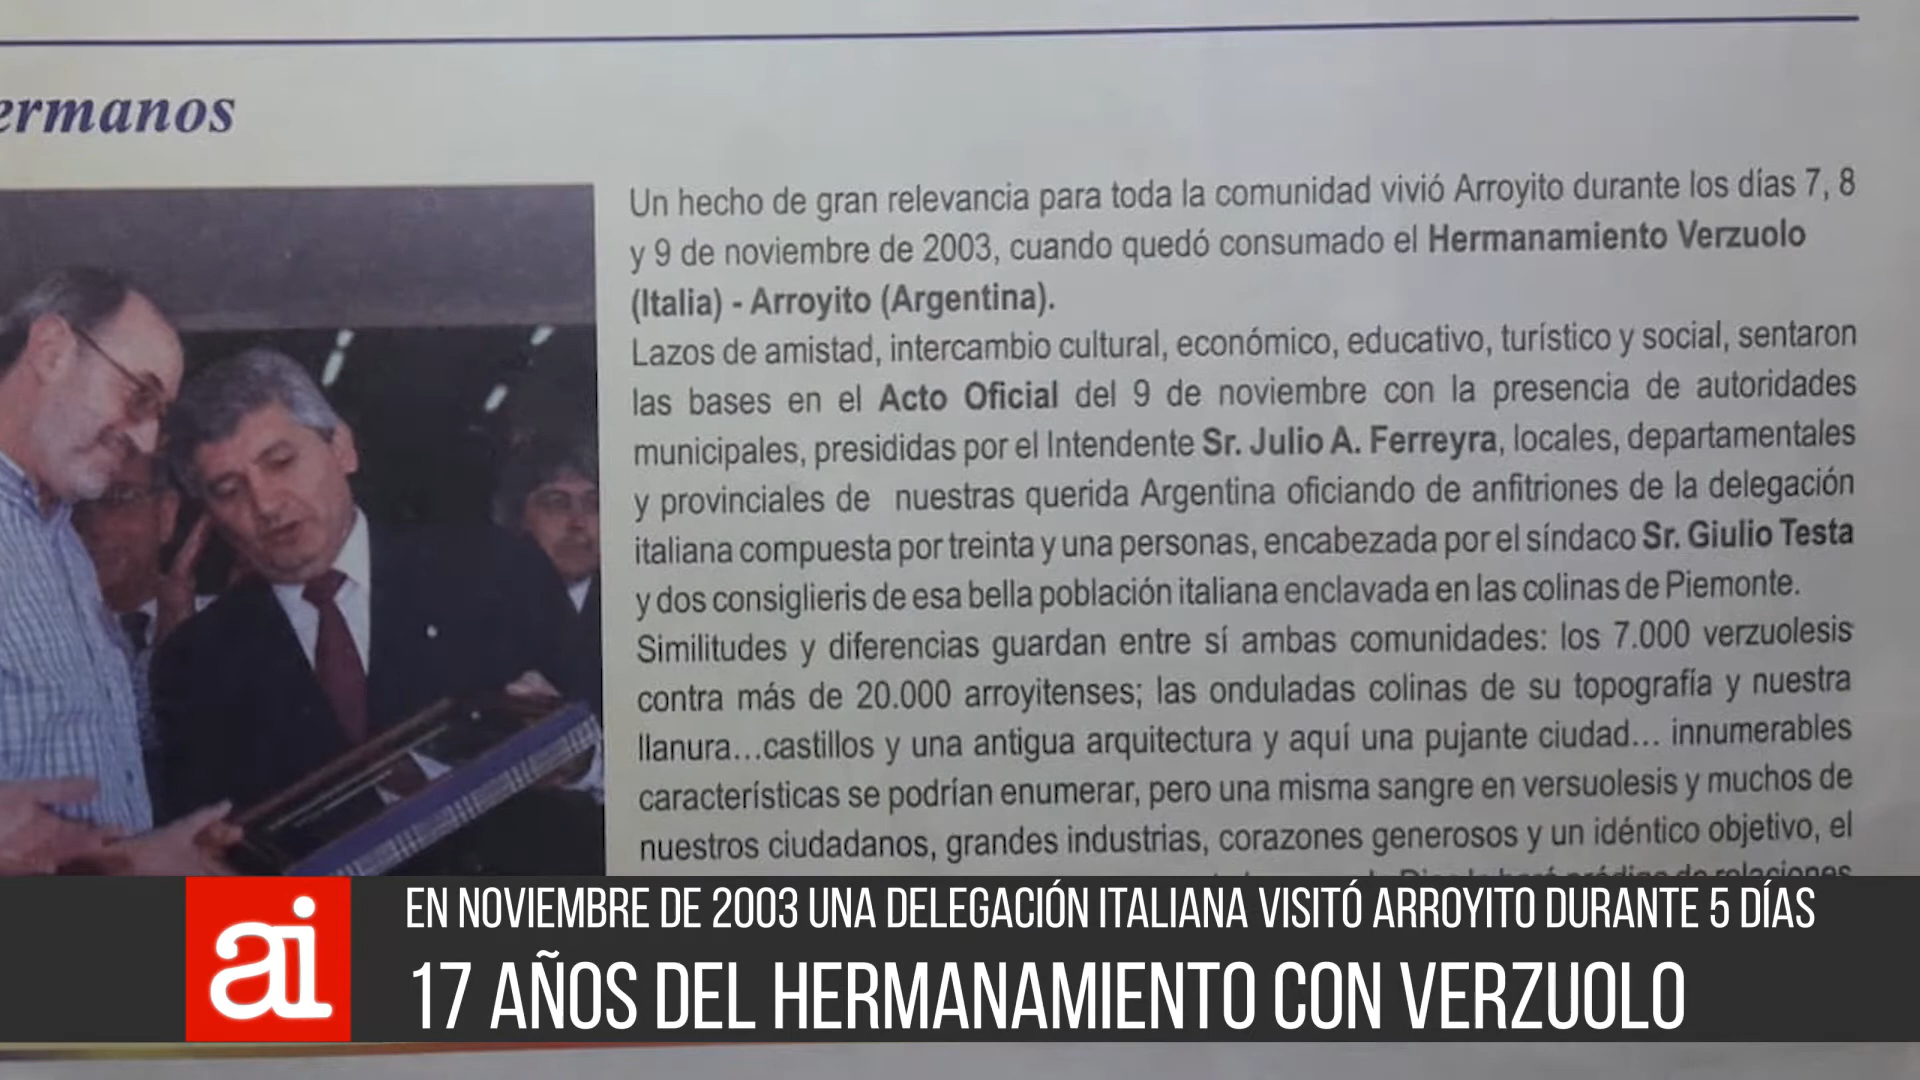 ermanos
Un hecho de gran relevancia para toda la comunidad vivió Arroyito durante los días 7, 8
y 9 de noviembre de 2003, cuando quedó consumado el Hermanamiento Verzuolo
(Italia) - Arroyito (Argentina).
Lazos de amistad, intercambio cultural, económico, educativo, turístico y social, sentaron
las bases en el Acto Oficial del 9 de noviembre con la presencia de autoridades
municipales, presididas por el Intendente Sr. Julio A. Ferreyra, locales, departamentales
y provinciales de nuestras querida Argentina oficiando de anfitriones de la delegación
italiana compuesta por treinta y una personas, encabezada por el síndaco Sr. Giulio Testa
y dos consiglieris de esa bella población italiana enclavada en las colinas de Piemonte.
Similitudes y diferencias guardan entre sí ambas comunidades: los 7.000 verzuolesis
contra más de 20.000 arroyitenses; las onduladas colinas de su topografía y nuestra
llanura...castillos y una antigua arquitectura y aquí una pujante ciudad... innumerables
características se podrían enumerar, pero una misma sangre en versuolesis y muchos de
nuestros ciudadanos, grandes industrias, corazones generosos y un idéntico objetivo, el
ai
EN NOVIEMBRE DE 2003 UNA DELEGACIÓN ITALIANA VISITÓ ARROYITO DURANTE 5 DÍAS
17 AÑOS DEL HERMANAMIENTO CON VERZUOLO